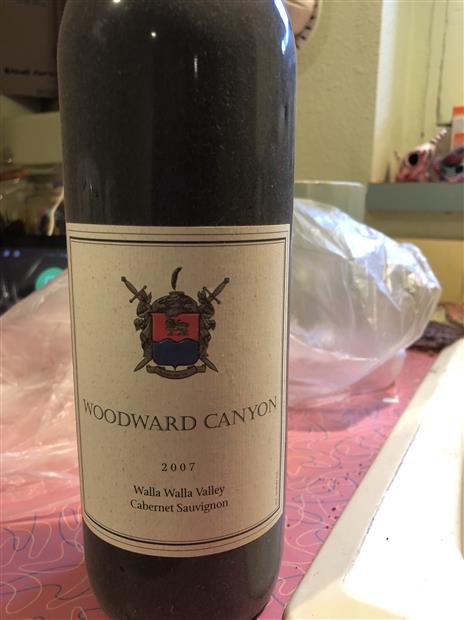 WOODWARD CANYON
2007
Walla Walla Valley
Cabernet Sauvignon